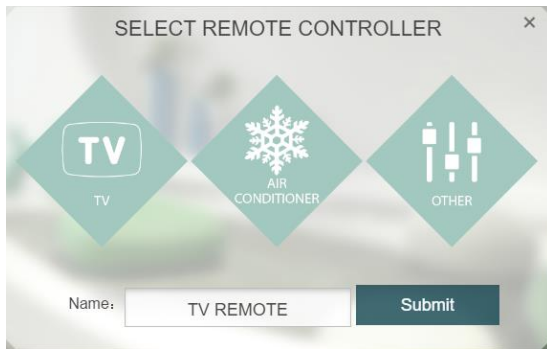 SELECT REMOTE CONTROLLER ×
TV
TV
AIR
CONDITIONER
OTHER
Name: TV REMOTE Submit